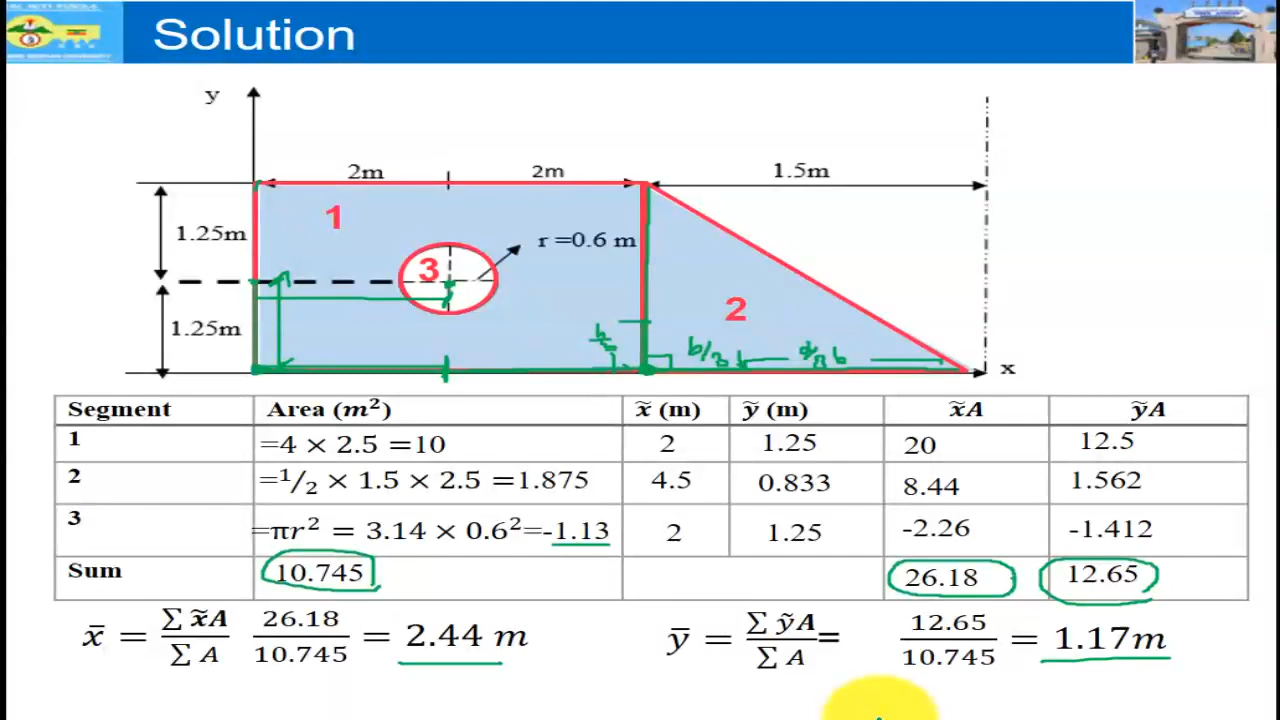 Solution
y
2m 2m 1.5m
1
1.25m
r =0.6 m
3
2
1.25m
b/3
x
Segment Area (m²) x̃ (m) ỹ (m) x̃A ỹA
1 =4 × 2.5 =10 2 1.25 20 12.5
2 =¹/₂ × 1.5 × 2.5 =1.875 4.5 0.833 8.44 1.562
3 =πr² = 3.14 × 0.6²=-1.13 2 1.25 -2.26 -1.412
Sum 10.745 26.18 12.65
x̄ = ∑ x̃A / ∑ A 26.18 / 10.745 = 2.44 m ȳ = ∑ ỹA / ∑ A = 12.65 / 10.745 = 1.17m